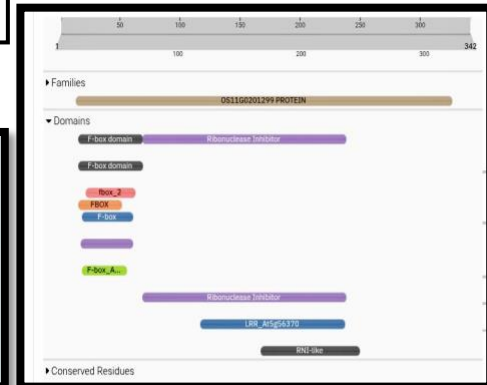 50 100 150 200 250 300
1 342
100 200 300
Families
OS11G0201299 PROTEIN
Domains
F-box domain Ribonuclease Inhibitor
F-box domain
fbox_2
FBOX
F-box
F-box_A...
Ribonuclease Inhibitor
LRR_At5g56370
RNI-like
Conserved Residues